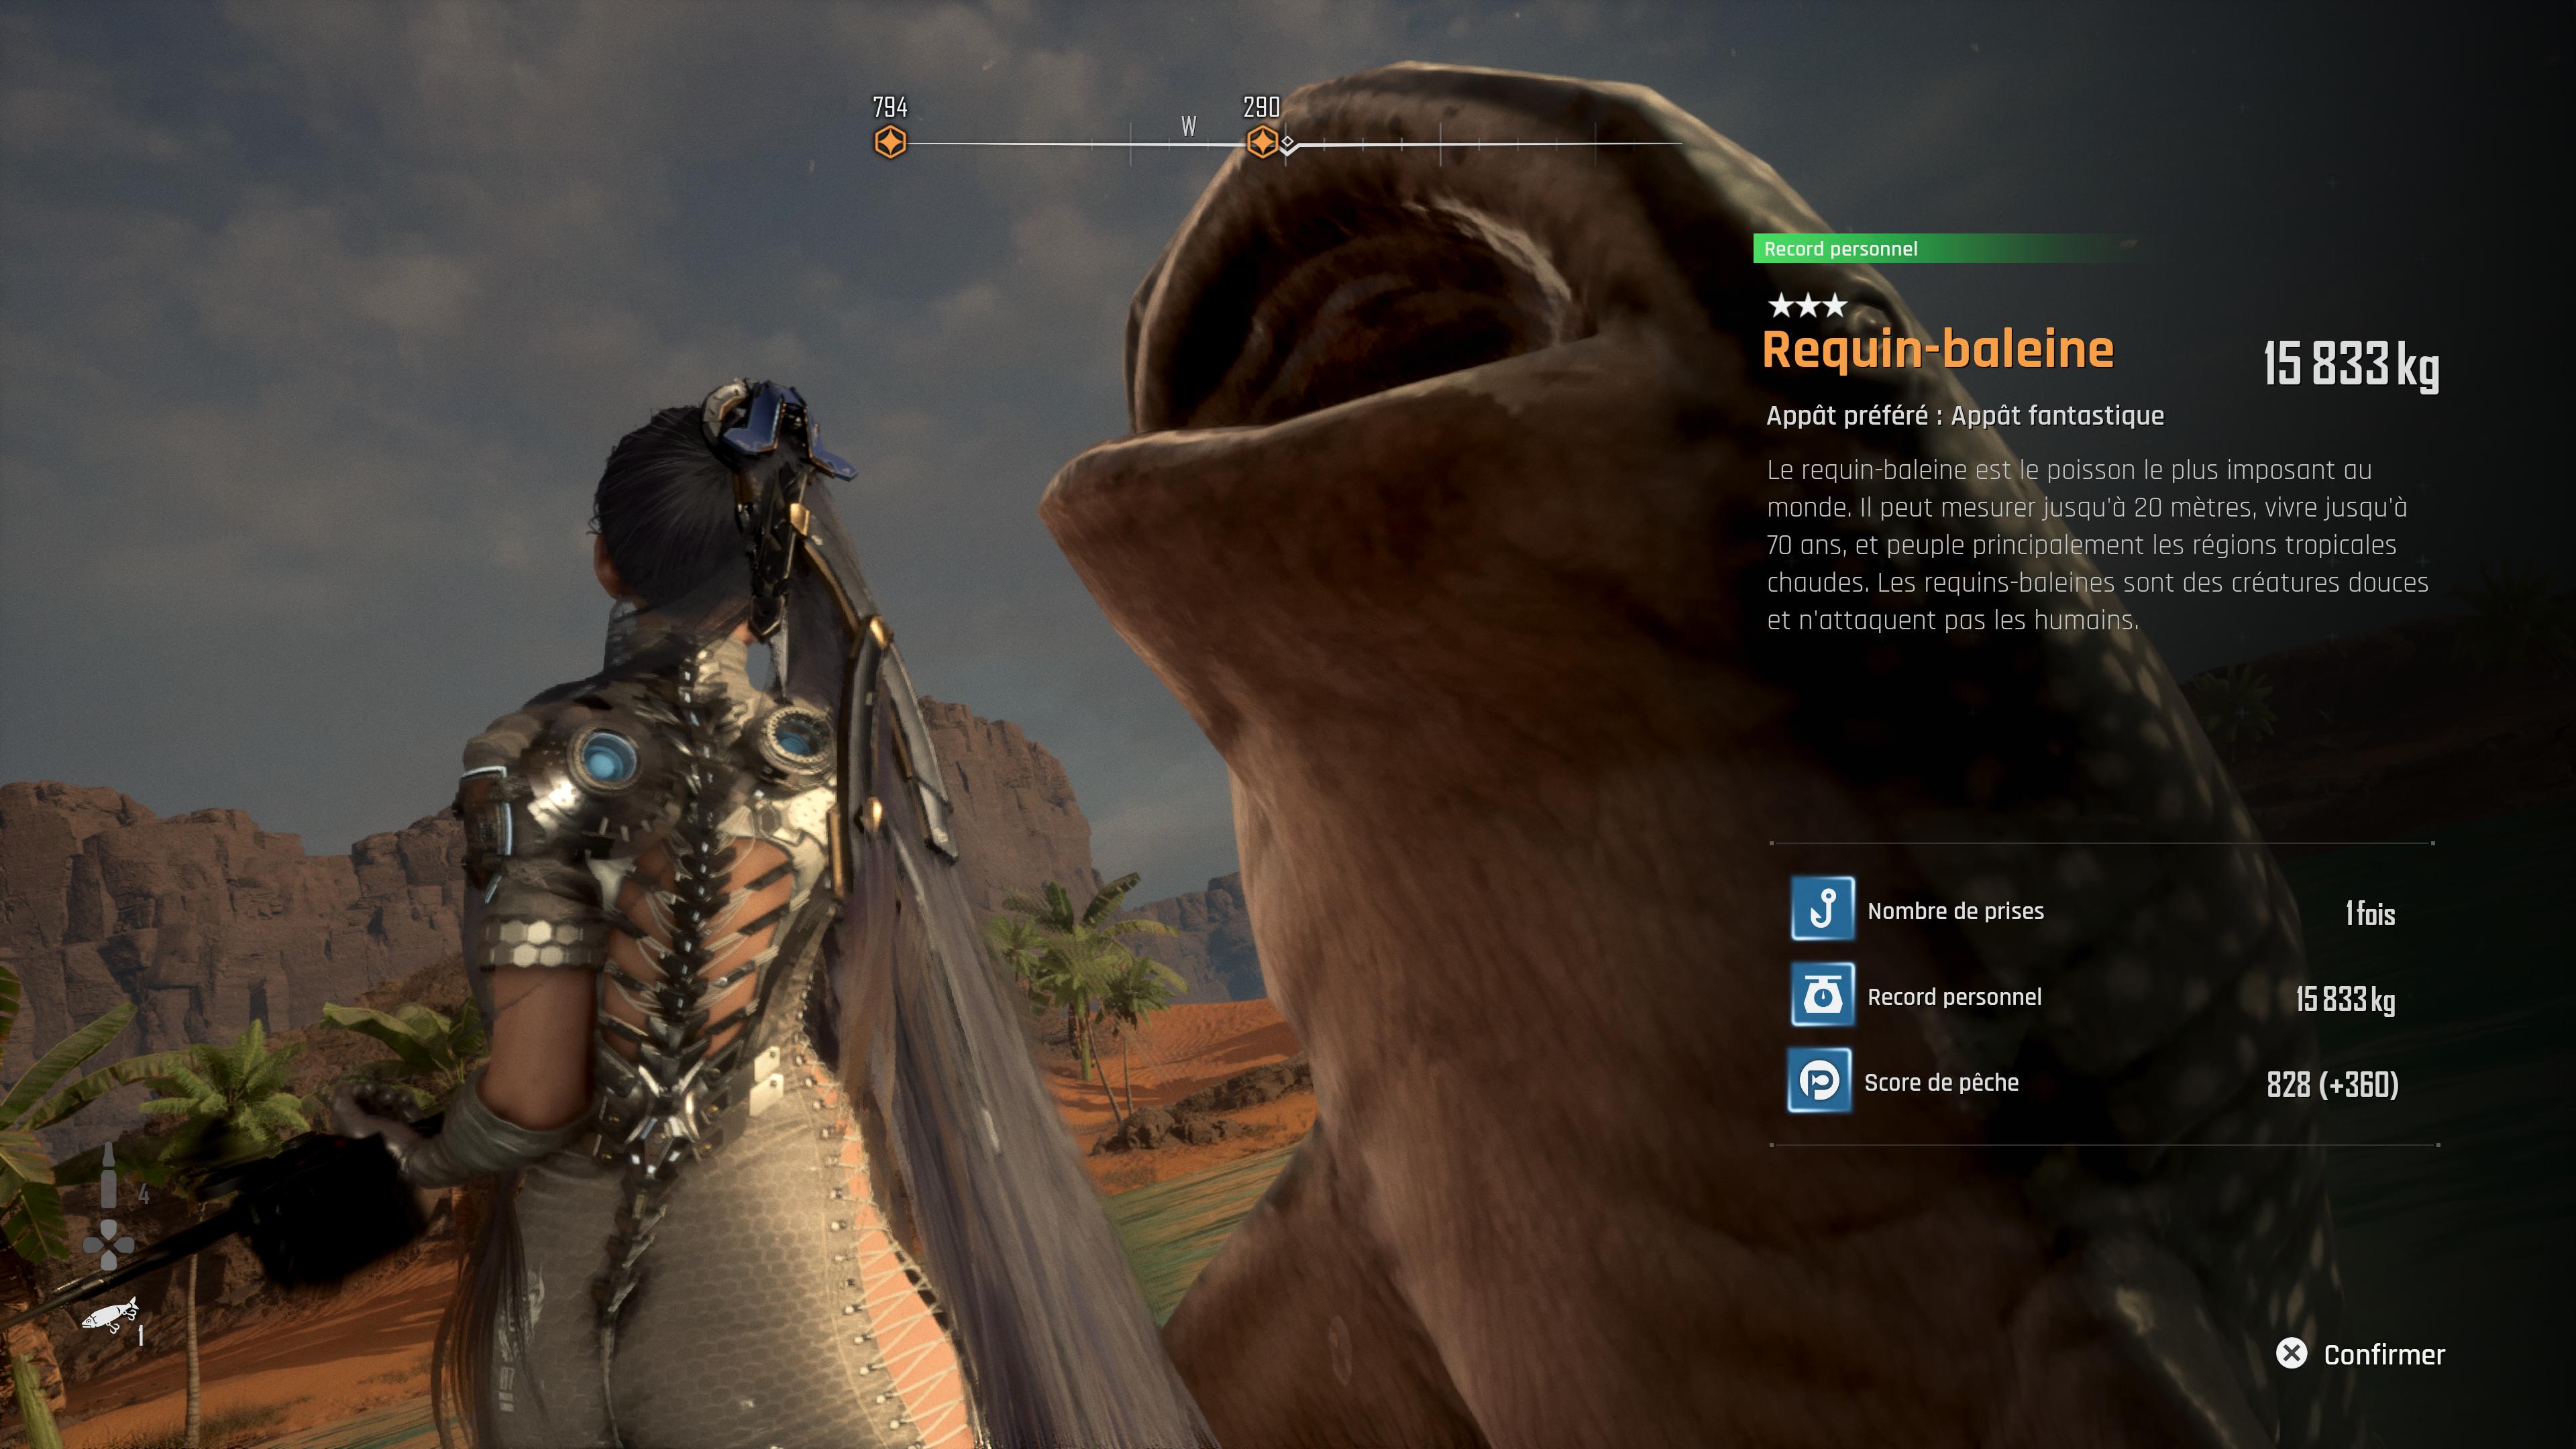 794
W
290
Record personnel
Requin-baleine
15 833 kg
Appât préféré : Appât fantastique
Le requin-baleine est le poisson le plus imposant au
monde. Il peut mesurer jusqu'à 20 mètres, vivre jusqu'à
70 ans, et peuple principalement les régions tropicales
chaudes. Les requins-baleines sont des créatures douces
et n'attaquent pas les humains.
Nombre de prises
1 fois
Record personnel
15 833 kg
Score de pêche
828 (+360)
4
1
Confirmer